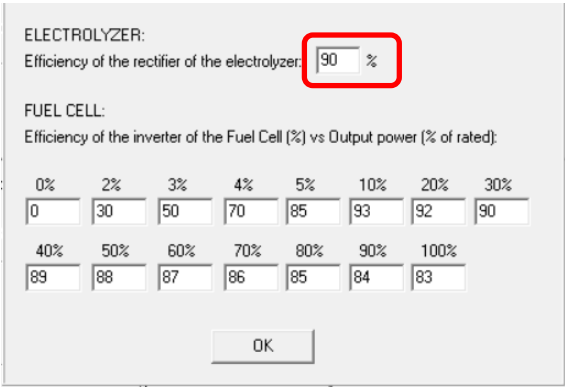 ELECTROLYZER:
Efficiency of the rectifier of the electrolyzer: 90 %
FUEL CELL:
Efficiency of the inverter of the Fuel Cell (%) vs Output power (% of rated):
0% 2% 3% 4% 5% 10% 20% 30%
0 30 50 70 85 93 92 90
40% 50% 60% 70% 80% 90% 100%
89 88 87 86 85 84 83
OK